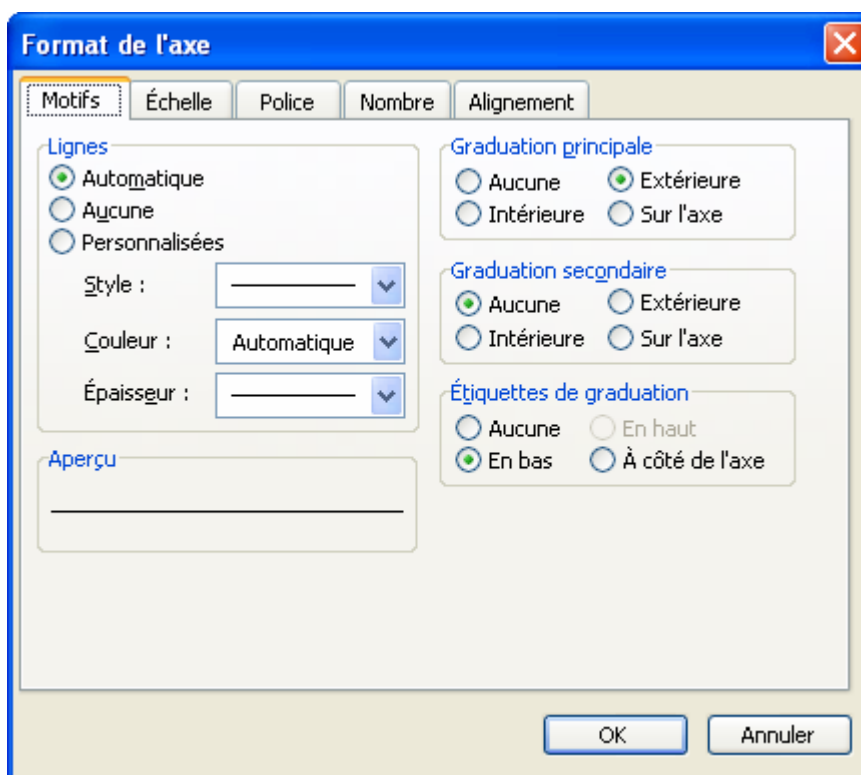 Format de l'axe
Motifs
Échelle
Police
Nombre
Alignement
Lignes
Automatique
Aucune
Personnalisées
Style :
Couleur :
Automatique
Épaisseur :
Aperçu
Graduation principale
Aucune
Extérieure
Intérieure
Sur l'axe
Graduation secondaire
Aucune
Extérieure
Intérieure
Sur l'axe
Étiquettes de graduation
Aucune
En haut
En bas
À côté de l'axe
OK
Annuler